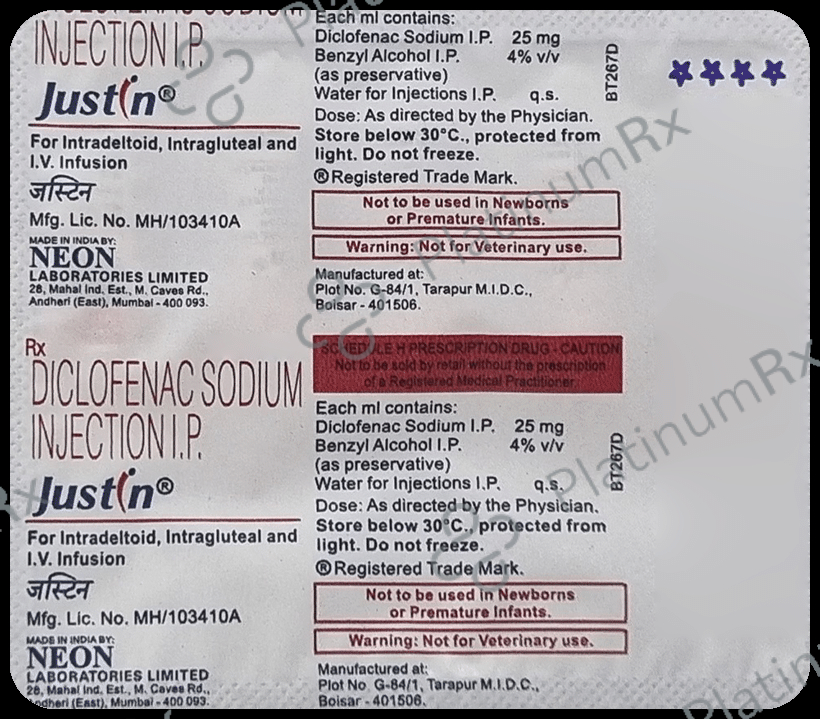 INJECTION I.P.
Justin®
For Intradeltoid, Intragluteal and
I.V. Infusion
जस्टिन
Mfg. Lic. No. MH/103410A
MADE IN INDIA BY:
NEON
LABORATORIES LIMITED
28, Mahal Ind. Est., M. Caves Rd.,
Andheri (East), Mumbai - 400 093.
Each ml contains:
Diclofenac Sodium I.P. 25 mg
Benzyl Alcohol I.P. 4% v/v
(as preservative)
Water for Injections I.P. q.s.
Dose: As directed by the Physician.
Store below 30°C., protected from
light. Do not freeze.
® Registered Trade Mark.
Not to be used in Newborns
or Premature Infants.
Warning: Not for Veterinary use.
Manufactured at:
Plot No. G-84/1, Tarapur M.I.D.C.,
Boisar - 401506.
BT267D
Rx
DICLOFENAC SODIUM
INJECTION I.P.
Justin®
For Intradeltoid, Intragluteal and
I.V. Infusion
जस्टिन
Mfg. Lic. No. MH/103410A
MADE IN INDIA BY:
NEON
LABORATORIES LIMITED
28, Mahal Ind. Est., M. Caves Rd.,
Andheri (East), Mumbai - 400 093.
SCHEDULE H PRESCRIPTION DRUG - CAUTION
Not to be sold by retail without the prescription
of a Registered Medical Practitioner.
Each ml contains:
Diclofenac Sodium I.P. 25 mg
Benzyl Alcohol I.P. 4% v/v
(as preservative)
Water for Injections I.P. q.s.
Dose: As directed by the Physician.
Store below 30°C., protected from
light. Do not freeze.
® Registered Trade Mark.
Not to be used in Newborns
or Premature Infants.
Warning: Not for Veterinary use.
Manufactured at:
Plot No. G-84/1, Tarapur M.I.D.C.,
Boisar - 401506.
BT267D
PlatinumRx
PlatinumRx